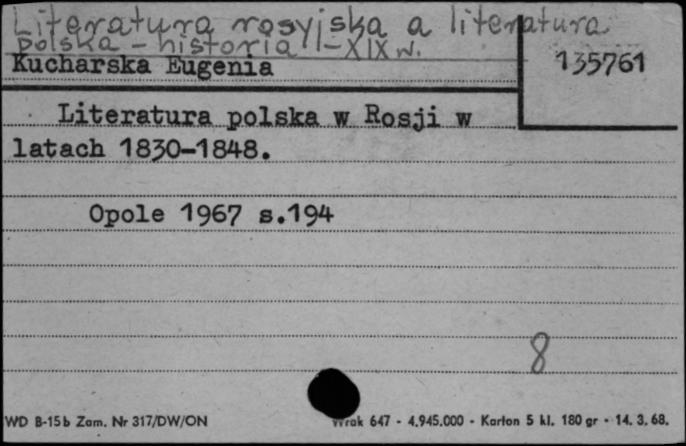 Literatura rosyjska a literatura
polska - historia - XIX w.
Kucharska Eugenia
135761
Literatura polska w Rosji w
latach 1830-1848.
Opole 1967 s.194
8
WD B-15b Zam. Nr 317/DW/ON
647 - 4.945.000 - Karton 5 kl. 180 gr - 14. 3. 68.